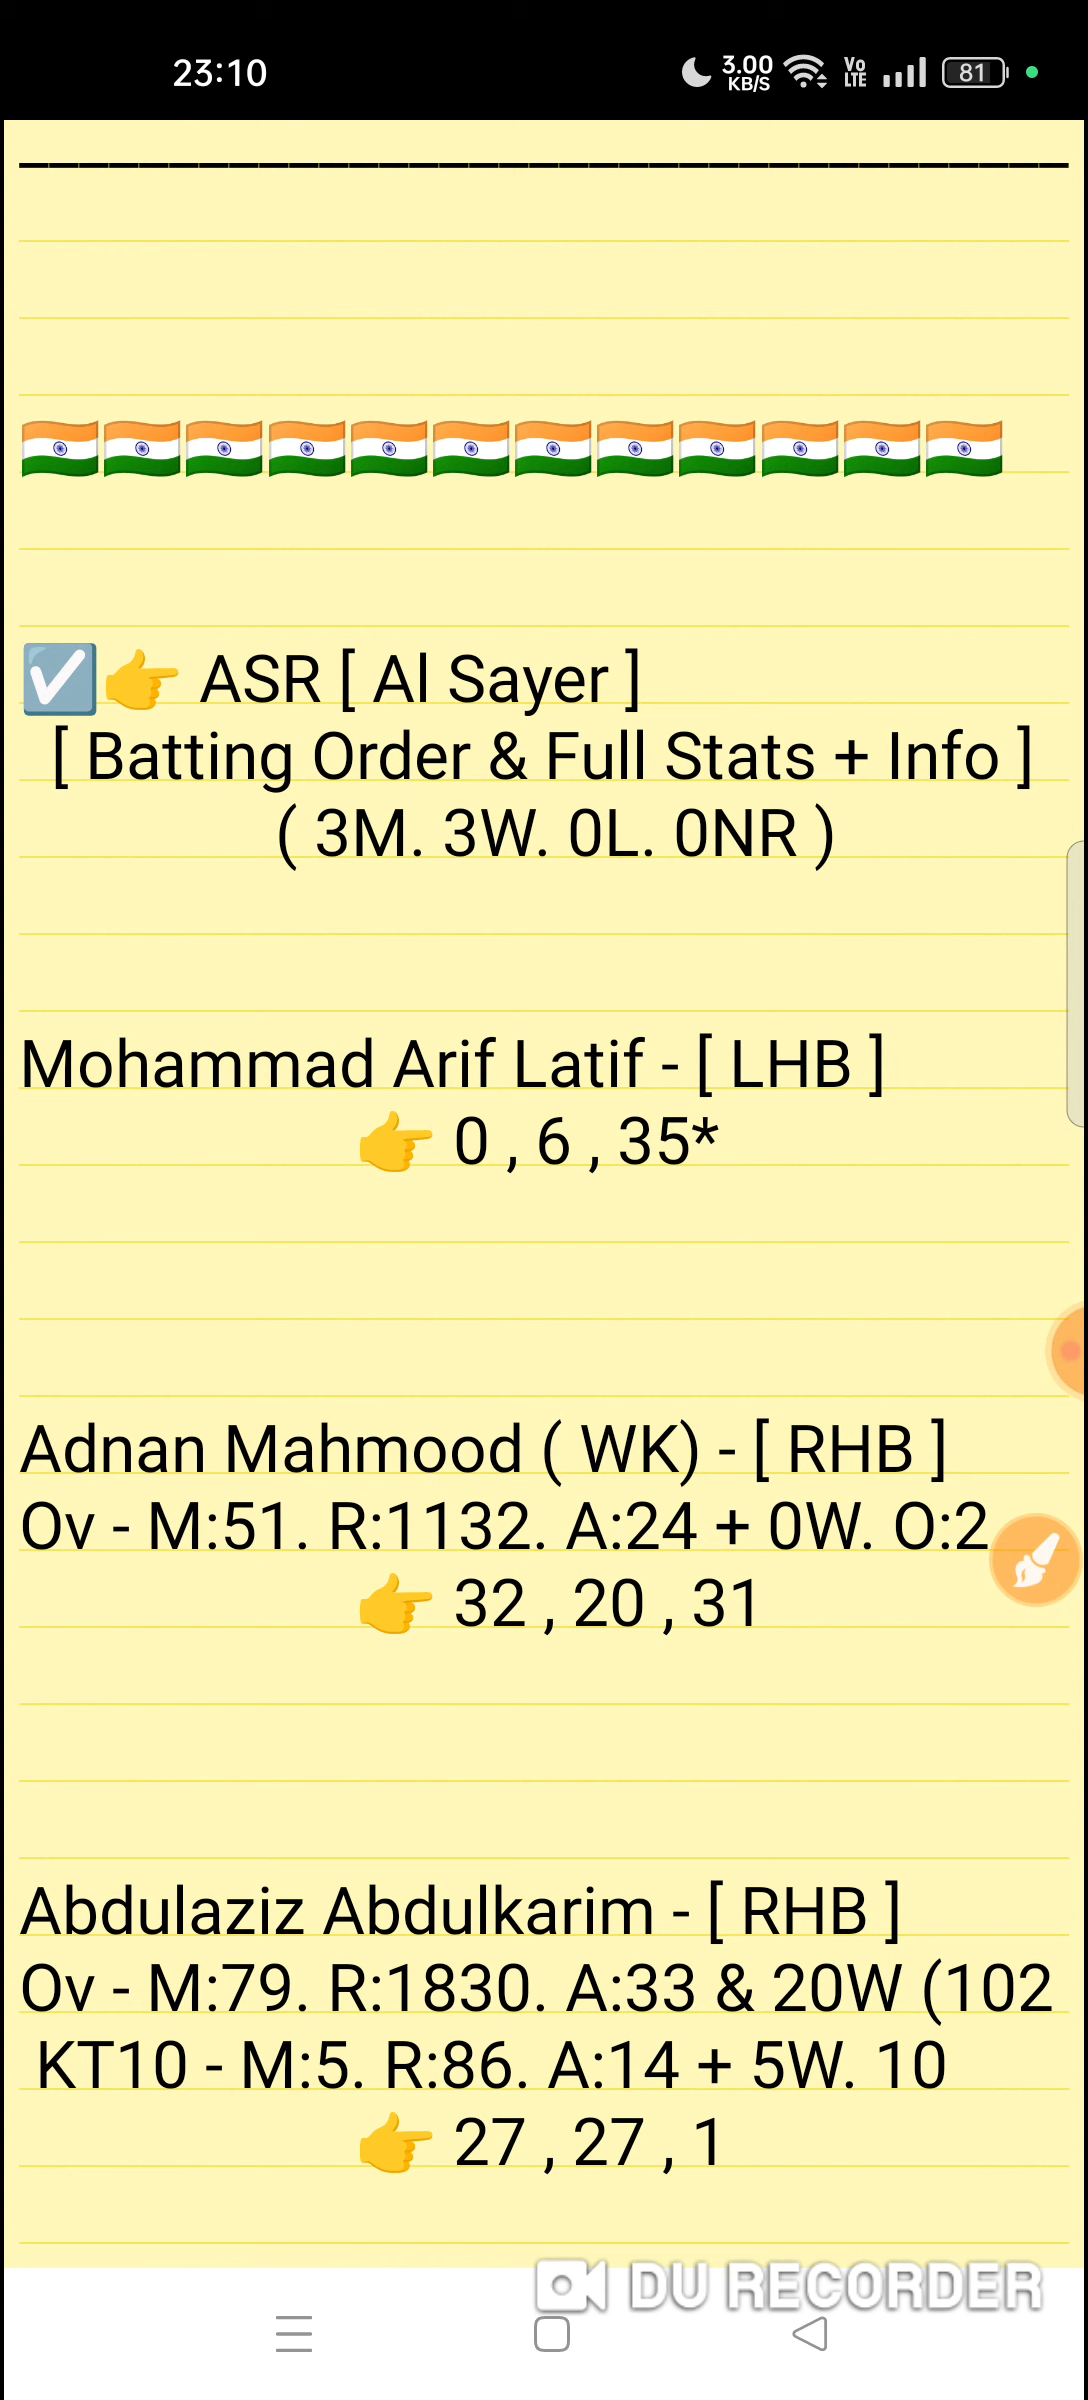 23:10 3.00 KB/S Vo LTE 81
🇮🇳🇮🇳🇮🇳🇮🇳🇮🇳🇮🇳🇮🇳🇮🇳🇮🇳🇮🇳🇮🇳🇮🇳
☑️👉 ASR [ Al Sayer ]
[ Batting Order & Full Stats + Info ]
( 3M. 3W. 0L. 0NR )
Mohammad Arif Latif - [ LHB ]
👉 0 , 6 , 35*
Adnan Mahmood ( WK) - [ RHB ]
Ov - M:51. R:1132. A:24 + 0W. O:2
👉 32 , 20 , 31
Abdulaziz Abdulkarim - [ RHB ]
Ov - M:79. R:1830. A:33 & 20W (102
KT10 - M:5. R:86. A:14 + 5W. 10
👉 27 , 27 , 1
DU RECORDER